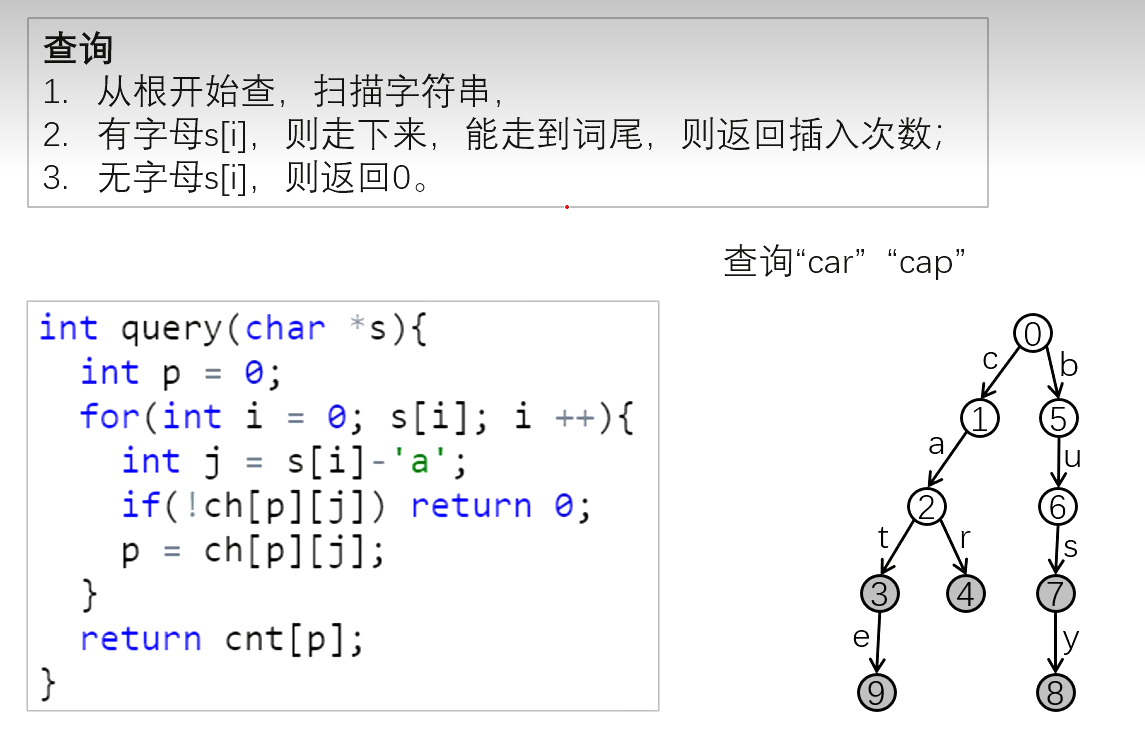 查询
1. 从根开始查，扫描字符串，
2. 有字母s[i]，则走下来，能走到词尾，则返回插入次数；
3. 无字母s[i]，则返回0。
查询“car” “cap”
int query(char *s){
  int p = 0;
  for(int i = 0; s[i]; i ++){
    int j = s[i]-'a';
    if(!ch[p][j]) return 0;
    p = ch[p][j];
  }
  return cnt[p];
}
0
c b
1 5
a u
2 6
t r s
3 4 7
e y
9 8